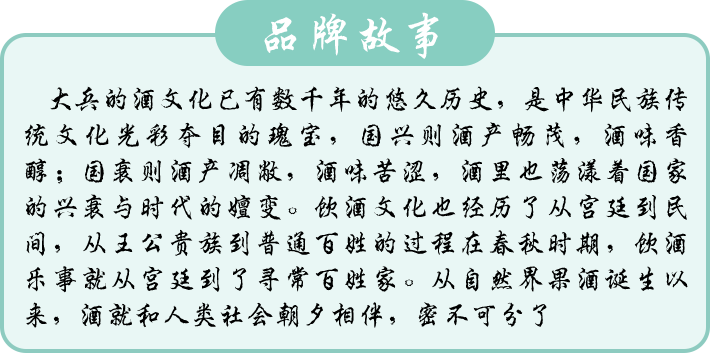 品牌故事
大兵的酒文化已有数千年的悠久历史，是中华民族传
统文化光彩夺目的瑰宝，国兴则酒产畅茂，酒味香
醇；国衰则酒产凋敝，酒味苦涩，酒里也荡漾着国家
的兴衰与时代的嬗变。饮酒文化也经历了从宫廷到民
间，从王公贵族到普通百姓的过程在春秋时期，饮酒
乐事就从宫廷到了寻常百姓家。从自然界果酒诞生以
来，酒就和人类社会朝夕相伴，密不可分了